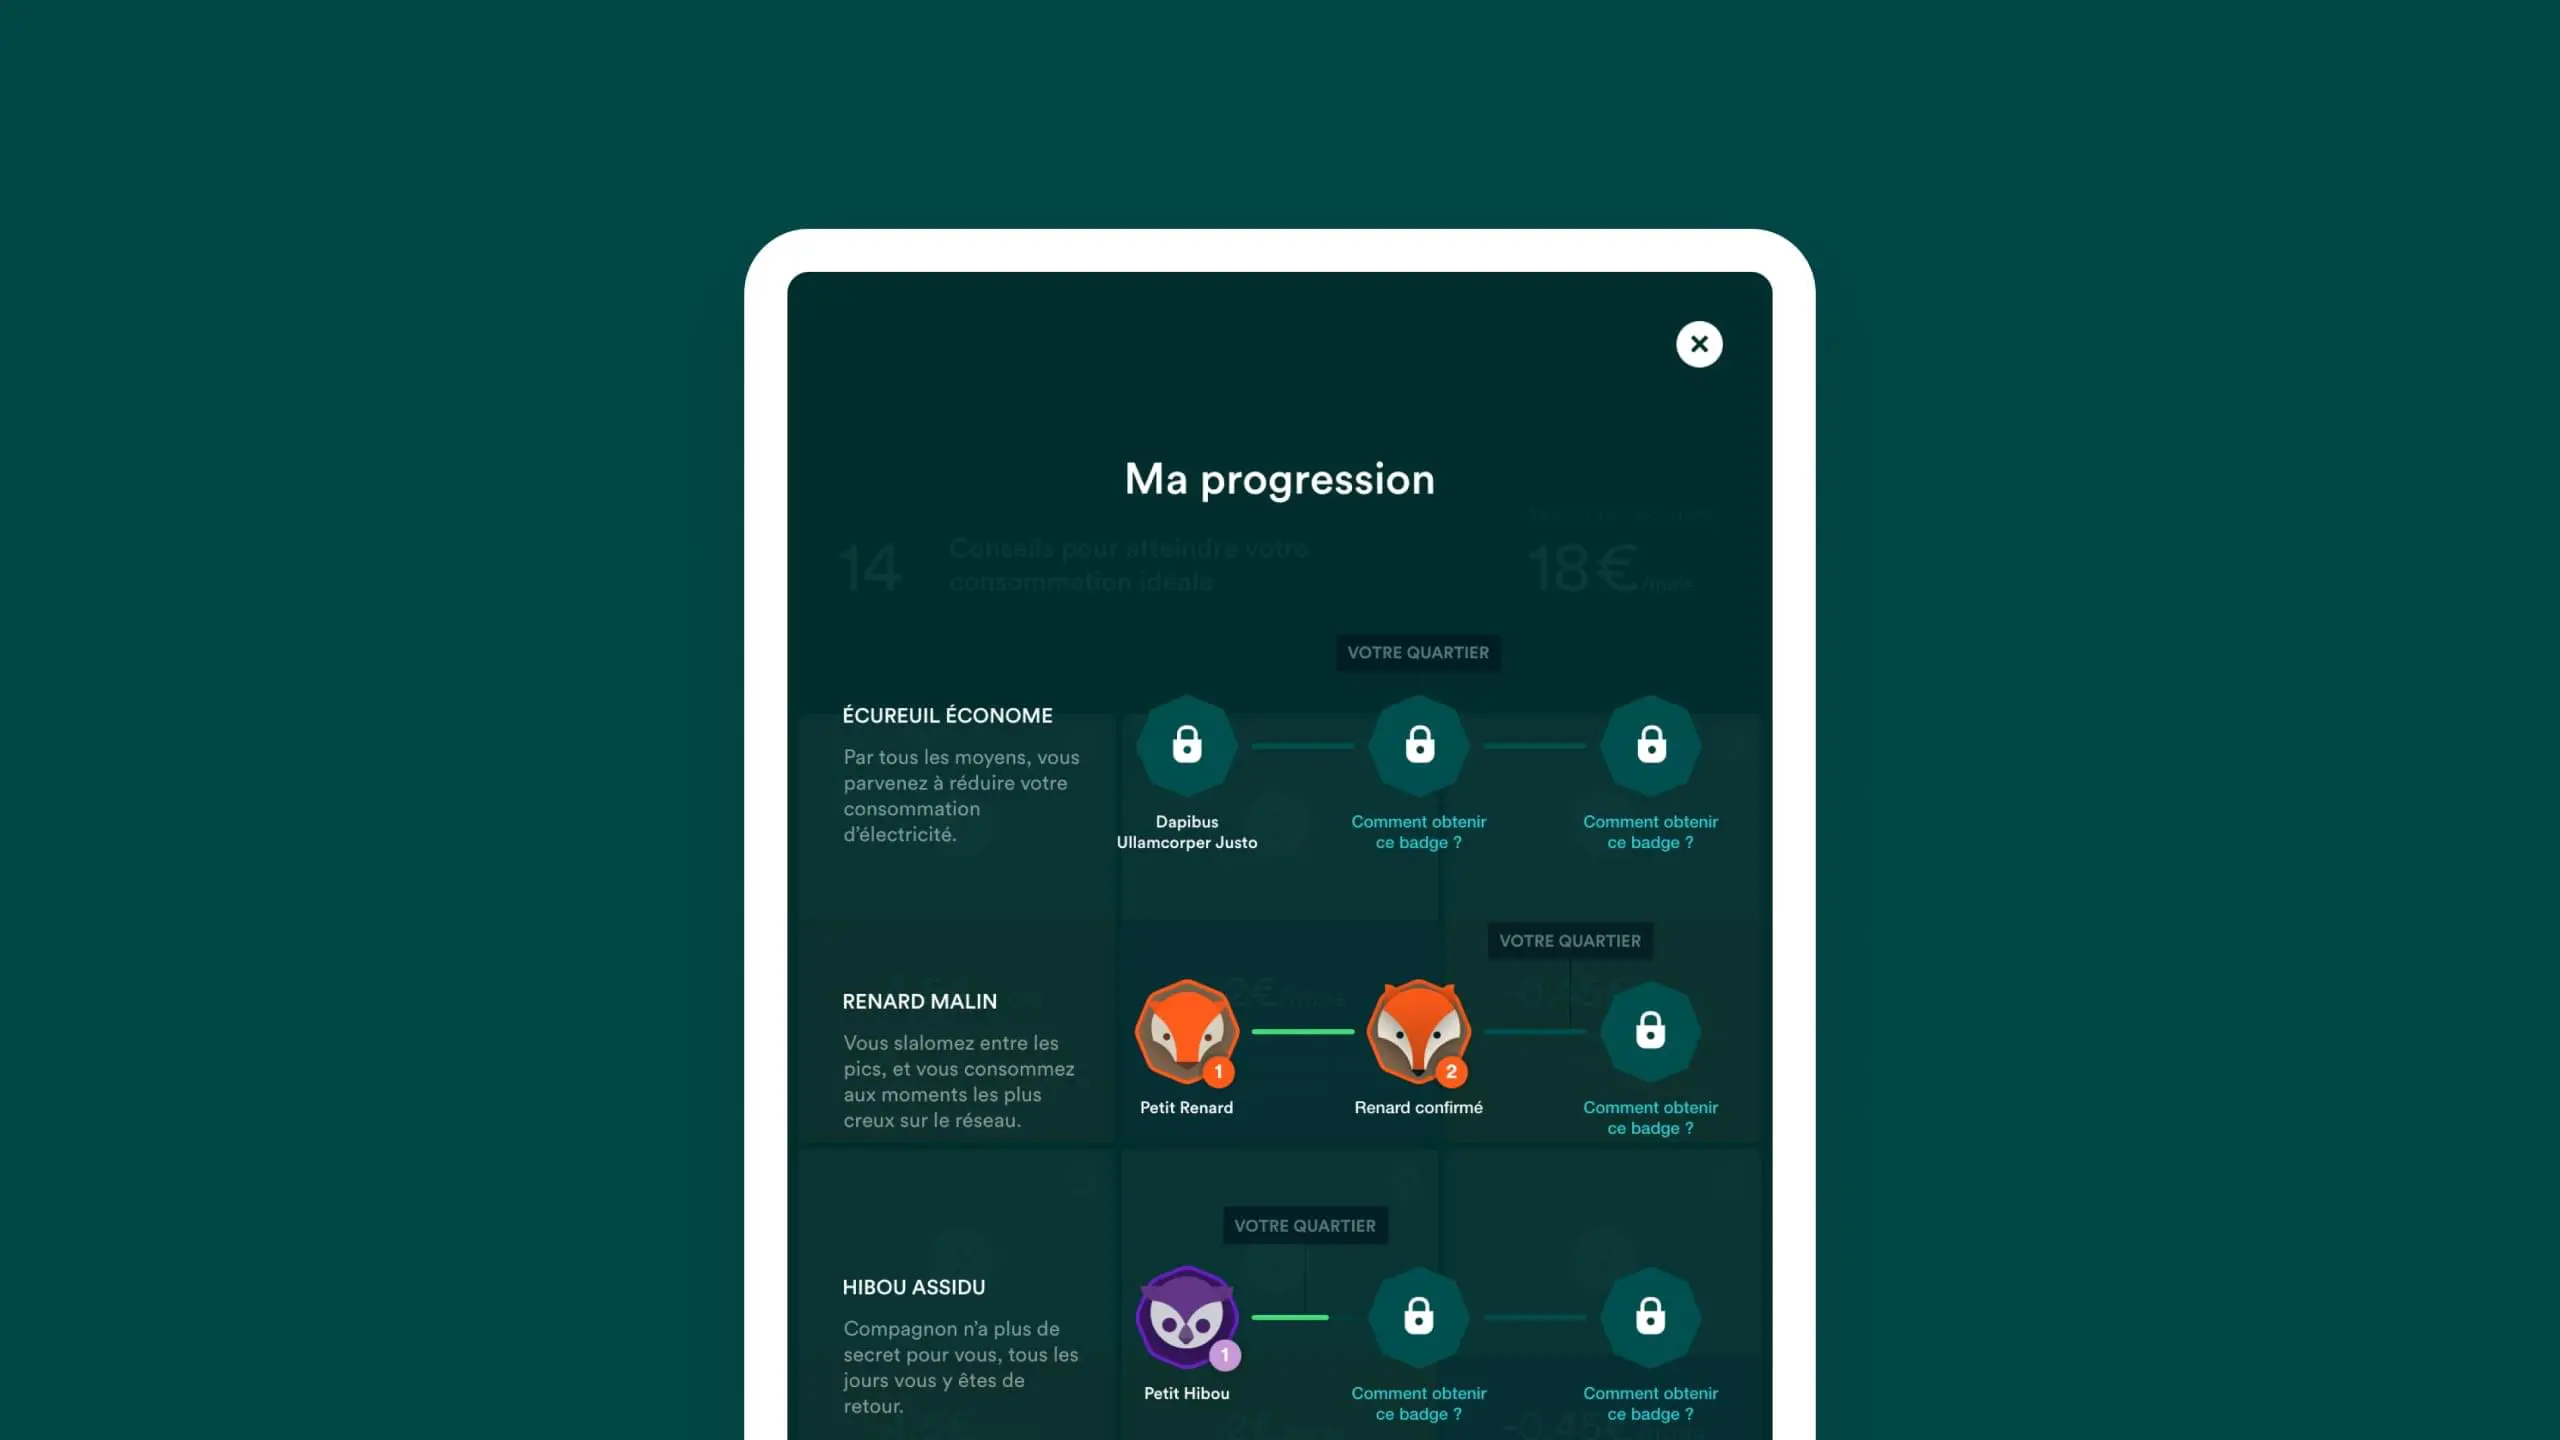 Ma progression
14
Conseils pour atteindre votre
consommation idéale
18 €/mois
VOTRE QUARTIER
ÉCUREUIL ÉCONOME
Par tous les moyens, vous
parvenez à réduire votre
consommation
d’électricité.
Dapibus
Ullamcorper Justo
Comment obtenir
ce badge ?
Comment obtenir
ce badge ?
VOTRE QUARTIER
RENARD MALIN
Vous slalomez entre les
pics, et vous consommez
aux moments les plus
creux sur le réseau.
1
Petit Renard
2
Renard confirmé
Comment obtenir
ce badge ?
VOTRE QUARTIER
HIBOU ASSIDU
Compagnon n’a plus de
secret pour vous, tous les
jours vous y êtes de
retour.
1
Petit Hibou
Comment obtenir
ce badge ?
Comment obtenir
ce badge ?